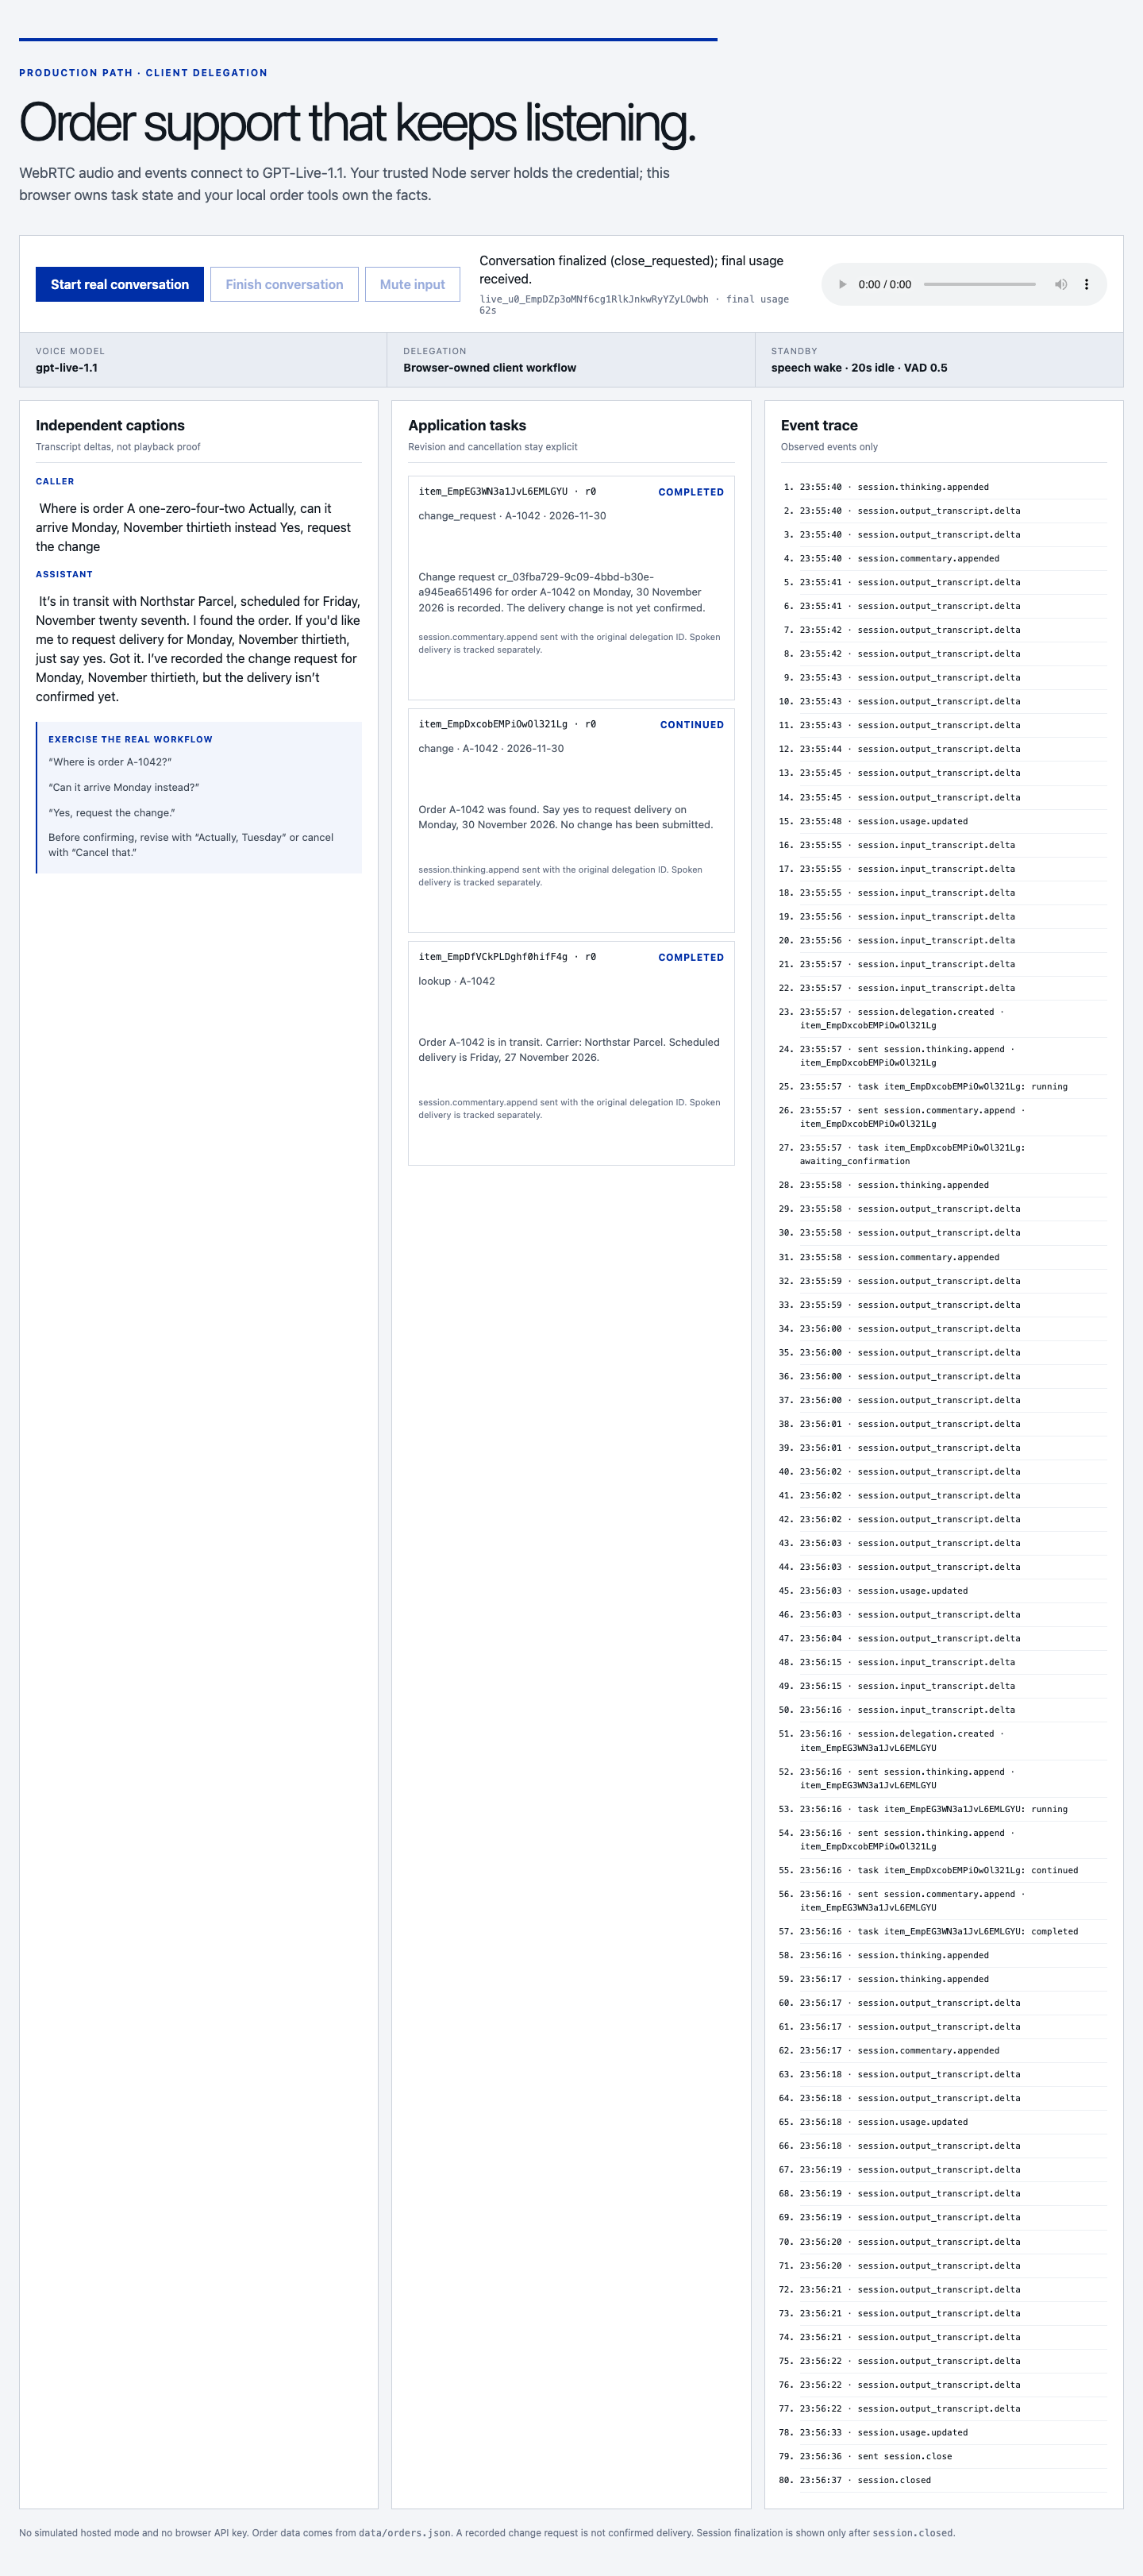 PRODUCTION PATH · CLIENT DELEGATION
Order support that keeps listening.
WebRTC audio and events connect to GPT-Live-1.1. Your trusted Node server holds the credential; this
browser owns task state and your local order tools own the facts.
Start real conversation
Finish conversation
Mute input
Conversation finalized (close_requested); final usage
received.
live_u0_EmpDZp3oMNf6cg1RlkJnkwRyYZyLOwbh · final usage
62s
0:00 / 0:00
VOICE MODEL
gpt-live-1.1
DELEGATION
Browser-owned client workflow
STANDBY
speech wake · 20s idle · VAD 0.5
Independent captions
Transcript deltas, not playback proof
CALLER
Where is order A one-zero-four-two Actually, can it
arrive Monday, November thirtieth instead Yes, request
the change
ASSISTANT
It’s in transit with Northstar Parcel, scheduled for Friday,
November twenty seventh. I found the order. If you'd like
me to request delivery for Monday, November thirtieth,
just say yes. Got it. I’ve recorded the change request for
Monday, November thirtieth, but the delivery isn’t
confirmed yet.
EXERCISE THE REAL WORKFLOW
“Where is order A-1042?”
“Can it arrive Monday instead?”
“Yes, request the change.”
Before confirming, revise with “Actually, Tuesday” or cancel
with “Cancel that.”
Application tasks
Revision and cancellation stay explicit
item_EmpEG3WN3a1JvL6EMLGYU · r0
COMPLETED
change_request · A-1042 · 2026-11-30
Change request cr_03fba729-9c09-4bbd-b30e-
a945ea651496 for order A-1042 on Monday, 30 November
2026 is recorded. The delivery change is not yet confirmed.
session.commentary.append sent with the original delegation ID. Spoken
delivery is tracked separately.
item_EmpDxcobEMPiOwOl321Lg · r0
CONTINUED
change · A-1042 · 2026-11-30
Order A-1042 was found. Say yes to request delivery on
Monday, 30 November 2026. No change has been submitted.
session.thinking.append sent with the original delegation ID. Spoken
delivery is tracked separately.
item_EmpDfVCkPLDghf0hifF4g · r0
COMPLETED
lookup · A-1042
Order A-1042 is in transit. Carrier: Northstar Parcel. Scheduled
delivery is Friday, 27 November 2026.
session.commentary.append sent with the original delegation ID. Spoken
delivery is tracked separately.
Event trace
Observed events only
1. 23:55:40 · session.thinking.appended
2. 23:55:40 · session.output_transcript.delta
3. 23:55:40 · session.output_transcript.delta
4. 23:55:40 · session.commentary.appended
5. 23:55:41 · session.output_transcript.delta
6. 23:55:41 · session.output_transcript.delta
7. 23:55:42 · session.output_transcript.delta
8. 23:55:42 · session.output_transcript.delta
9. 23:55:43 · session.output_transcript.delta
10. 23:55:43 · session.output_transcript.delta
11. 23:55:43 · session.output_transcript.delta
12. 23:55:44 · session.output_transcript.delta
13. 23:55:45 · session.output_transcript.delta
14. 23:55:45 · session.output_transcript.delta
15. 23:55:48 · session.usage.updated
16. 23:55:55 · session.input_transcript.delta
17. 23:55:55 · session.input_transcript.delta
18. 23:55:55 · session.input_transcript.delta
19. 23:55:56 · session.input_transcript.delta
20. 23:55:56 · session.input_transcript.delta
21. 23:55:57 · session.input_transcript.delta
22. 23:55:57 · session.input_transcript.delta
23. 23:55:57 · session.delegation.created ·
item_EmpDxcobEMPiOwOl321Lg
24. 23:55:57 · sent session.thinking.append ·
item_EmpDxcobEMPiOwOl321Lg
25. 23:55:57 · task item_EmpDxcobEMPiOwOl321Lg: running
26. 23:55:57 · sent session.commentary.append ·
item_EmpDxcobEMPiOwOl321Lg
27. 23:55:57 · task item_EmpDxcobEMPiOwOl321Lg:
awaiting_confirmation
28. 23:55:58 · session.thinking.appended
29. 23:55:58 · session.output_transcript.delta
30. 23:55:58 · session.output_transcript.delta
31. 23:55:58 · session.commentary.appended
32. 23:55:59 · session.output_transcript.delta
33. 23:55:59 · session.output_transcript.delta
34. 23:56:00 · session.output_transcript.delta
35. 23:56:00 · session.output_transcript.delta
36. 23:56:00 · session.output_transcript.delta
37. 23:56:00 · session.output_transcript.delta
38. 23:56:01 · session.output_transcript.delta
39. 23:56:01 · session.output_transcript.delta
40. 23:56:02 · session.output_transcript.delta
41. 23:56:02 · session.output_transcript.delta
42. 23:56:02 · session.output_transcript.delta
43. 23:56:03 · session.output_transcript.delta
44. 23:56:03 · session.output_transcript.delta
45. 23:56:03 · session.usage.updated
46. 23:56:03 · session.output_transcript.delta
47. 23:56:04 · session.output_transcript.delta
48. 23:56:15 · session.input_transcript.delta
49. 23:56:15 · session.input_transcript.delta
50. 23:56:16 · session.input_transcript.delta
51. 23:56:16 · session.delegation.created ·
item_EmpEG3WN3a1JvL6EMLGYU
52. 23:56:16 · sent session.thinking.append ·
item_EmpEG3WN3a1JvL6EMLGYU
53. 23:56:16 · task item_EmpEG3WN3a1JvL6EMLGYU: running
54. 23:56:16 · sent session.thinking.append ·
item_EmpDxcobEMPiOwOl321Lg
55. 23:56:16 · task item_EmpDxcobEMPiOwOl321Lg: continued
56. 23:56:16 · sent session.commentary.append ·
item_EmpEG3WN3a1JvL6EMLGYU
57. 23:56:16 · task item_EmpEG3WN3a1JvL6EMLGYU: completed
58. 23:56:16 · session.thinking.appended
59. 23:56:17 · session.thinking.appended
60. 23:56:17 · session.output_transcript.delta
61. 23:56:17 · session.output_transcript.delta
62. 23:56:17 · session.commentary.appended
63. 23:56:18 · session.output_transcript.delta
64. 23:56:18 · session.output_transcript.delta
65. 23:56:18 · session.usage.updated
66. 23:56:18 · session.output_transcript.delta
67. 23:56:19 · session.output_transcript.delta
68. 23:56:19 · session.output_transcript.delta
69. 23:56:19 · session.output_transcript.delta
70. 23:56:20 · session.output_transcript.delta
71. 23:56:20 · session.output_transcript.delta
72. 23:56:21 · session.output_transcript.delta
73. 23:56:21 · session.output_transcript.delta
74. 23:56:21 · session.output_transcript.delta
75. 23:56:22 · session.output_transcript.delta
76. 23:56:22 · session.output_transcript.delta
77. 23:56:22 · session.output_transcript.delta
78. 23:56:33 · session.usage.updated
79. 23:56:36 · sent session.close
80. 23:56:37 · session.closed
No simulated hosted mode and no browser API key. Order data comes from data/orders.json. A recorded change request is not confirmed delivery. Session finalization is shown only after session.closed.